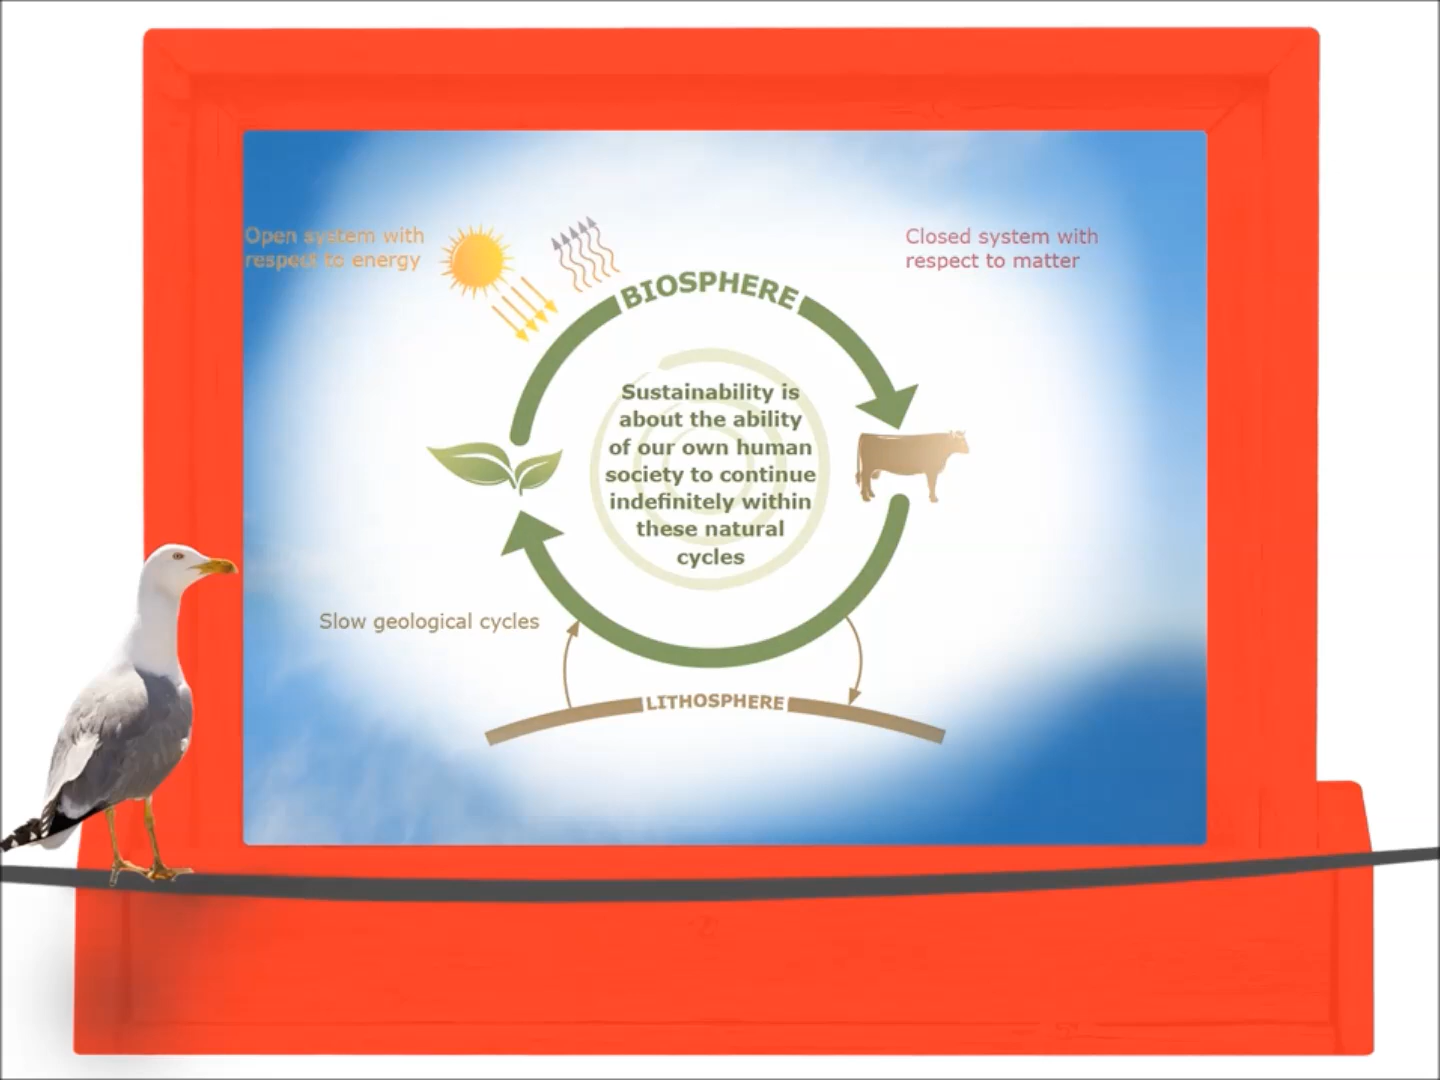 Open system with
respect to energy
Closed system with
respect to matter
BIOSPHERE
Sustainability is
about the ability
of our own human
society to continue
indefinitely within
these natural
cycles
Slow geological cycles
LITHOSPHERE